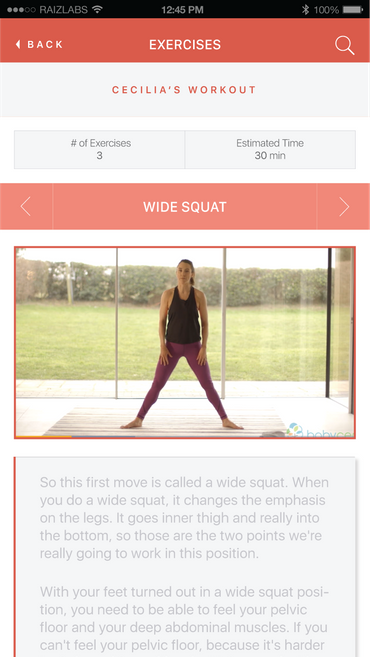 RAIZLABS 12:45 PM 100%
BACK EXERCISES
CECILIA'S WORKOUT
# of Exercises
3
Estimated Time
30 min
WIDE SQUAT
So this first move is called a wide squat. When
you do a wide squat, it changes the emphasis
on the legs. It goes inner thigh and really into
the bottom, so those are the two points we're
really going to work in this position.
With your feet turned out in a wide squat posi-
tion, you need to be able to feel your pelvic
floor and your deep abdominal muscles. If you
can't feel your pelvic floor, because it's harder